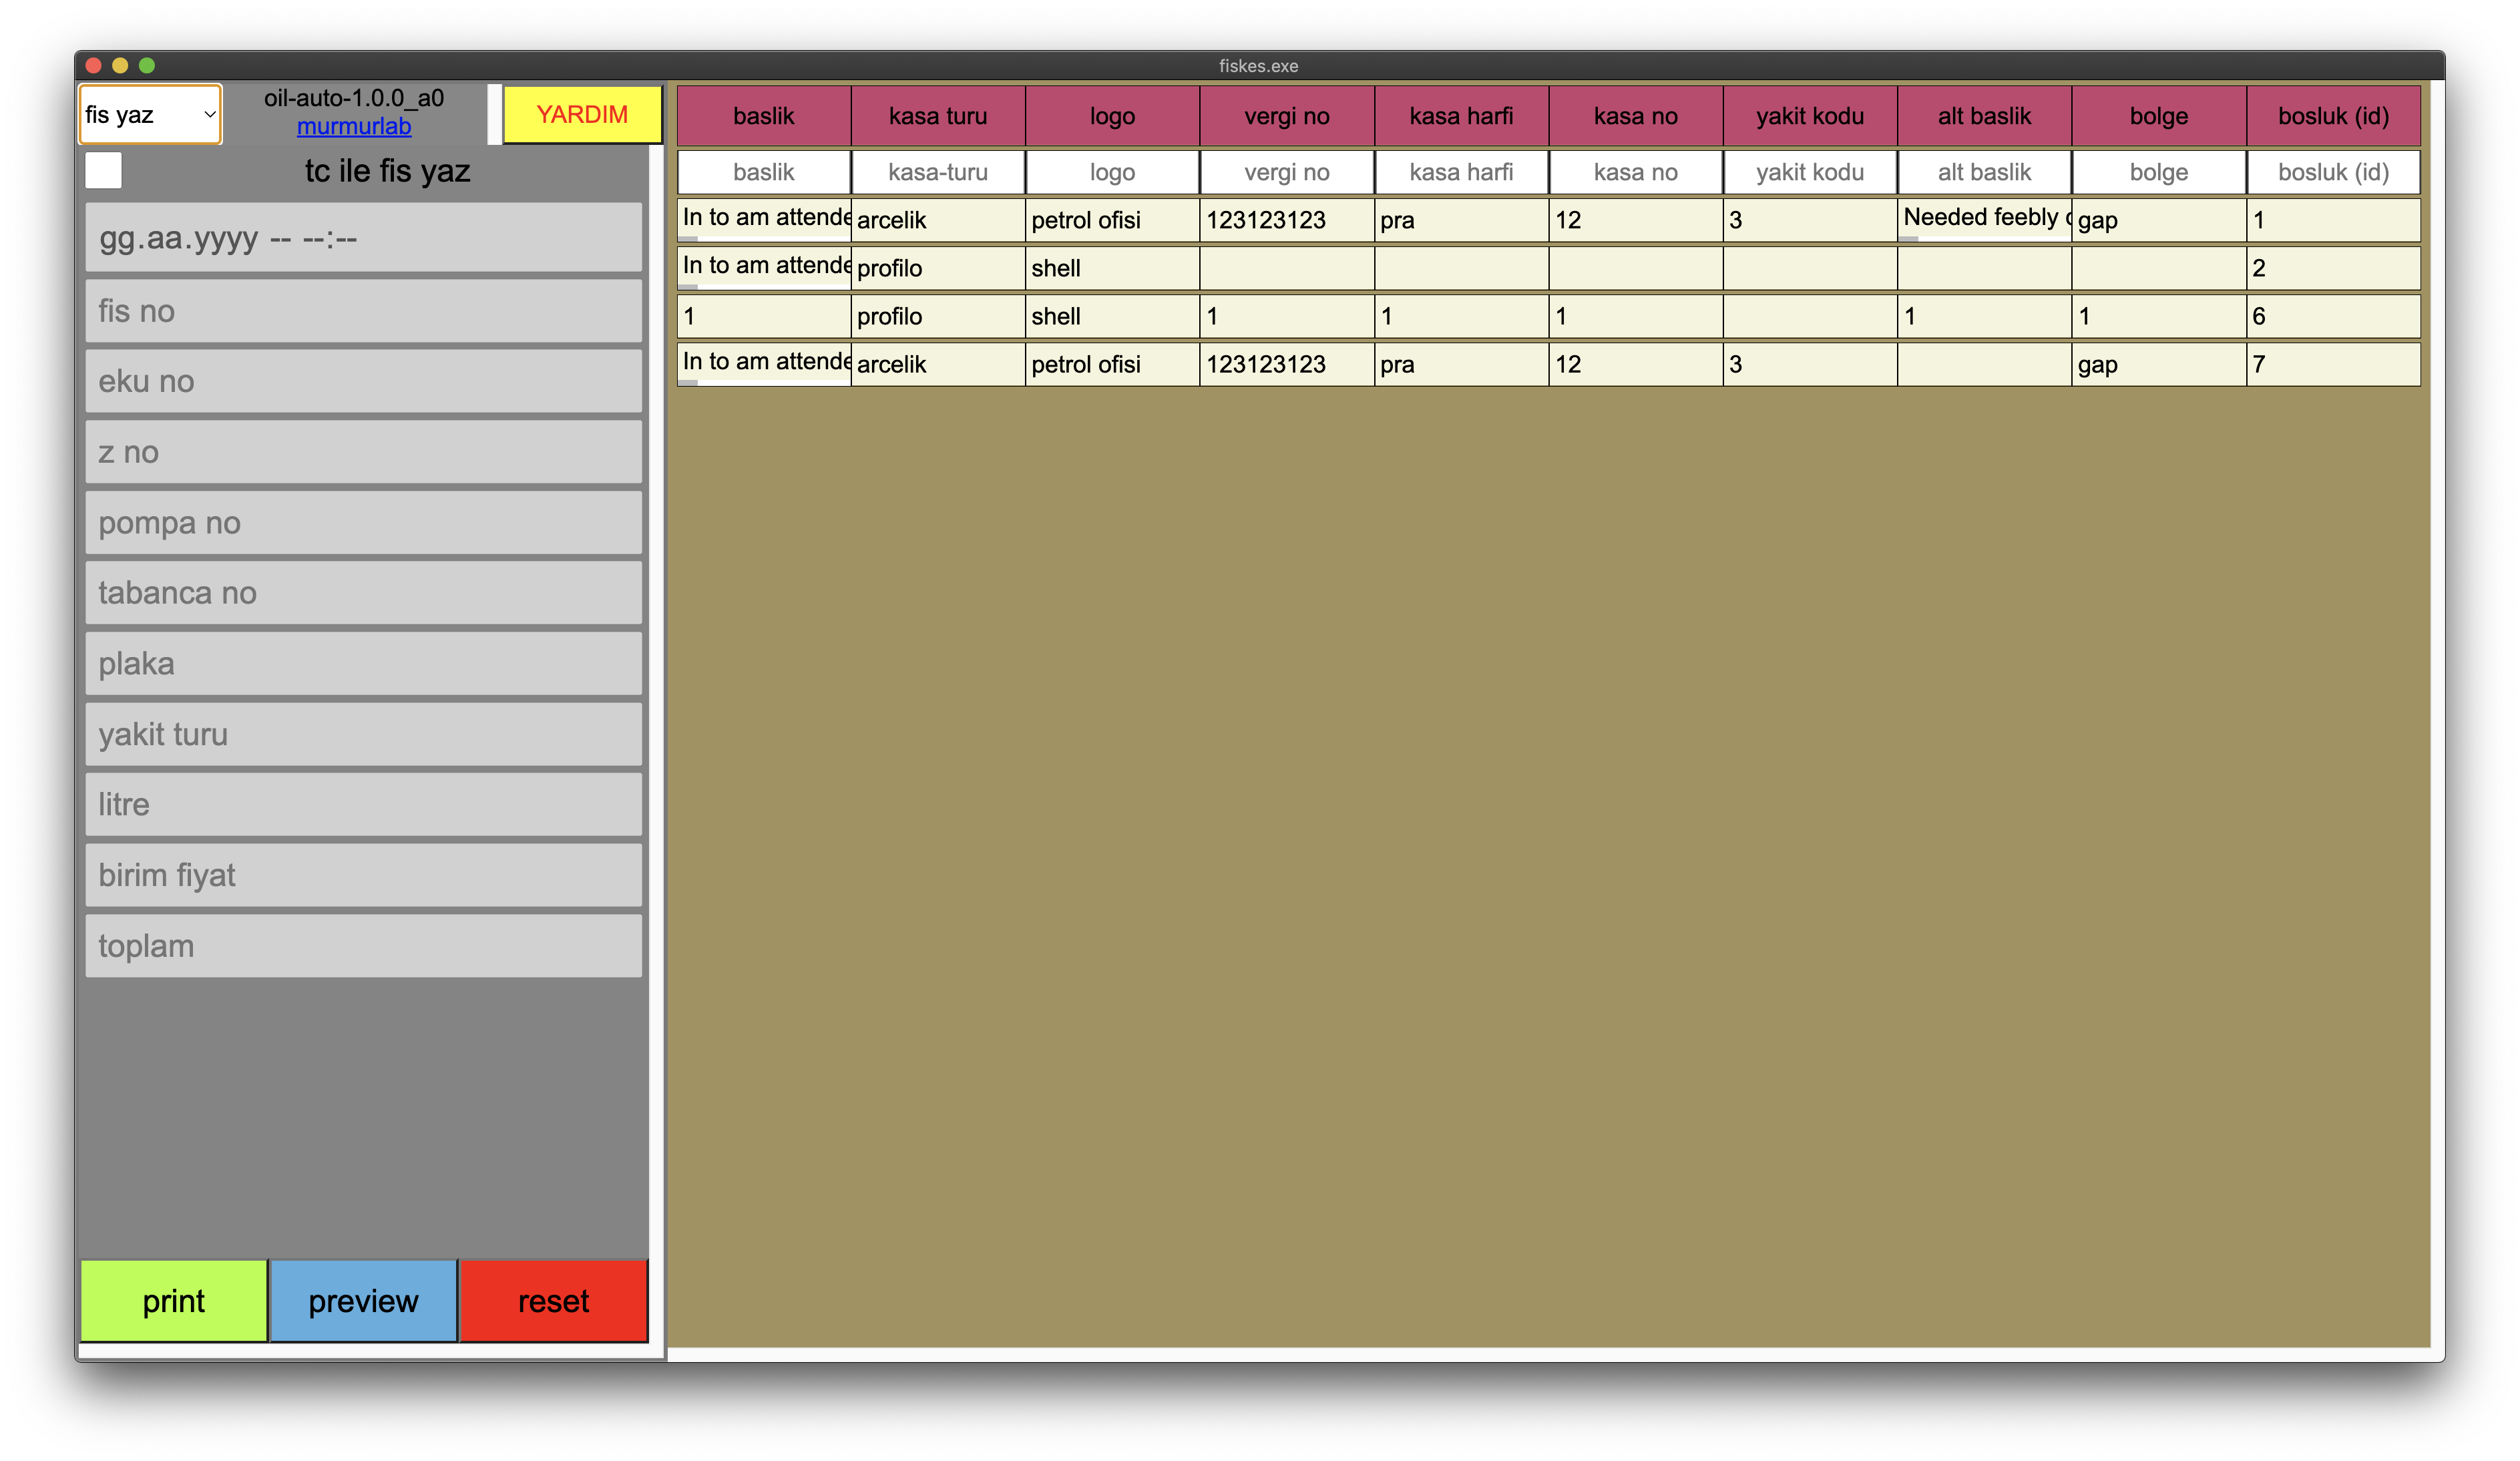 fiskes.exe
fis yaz
oil-auto-1.0.0_a0
murmurlab
YARDIM
tc ile fis yaz
gg.aa.yyyy -- --:--
fis no
eku no
z no
pompa no
tabanca no
plaka
yakit turu
litre
birim fiyat
toplam
print preview reset
baslik kasa turu logo vergi no kasa harfi kasa no yakit kodu alt baslik bolge bosluk (id)
baslik kasa-turu logo vergi no kasa harfi kasa no yakit kodu alt baslik bolge bosluk (id)
In to am attende arcelik petrol ofisi 123123123 pra 12 3 Needed feebly gap 1
In to am attende profilo shell 2
1 profilo shell 1 1 1 1 1 6
In to am attende arcelik petrol ofisi 123123123 pra 12 3 gap 7